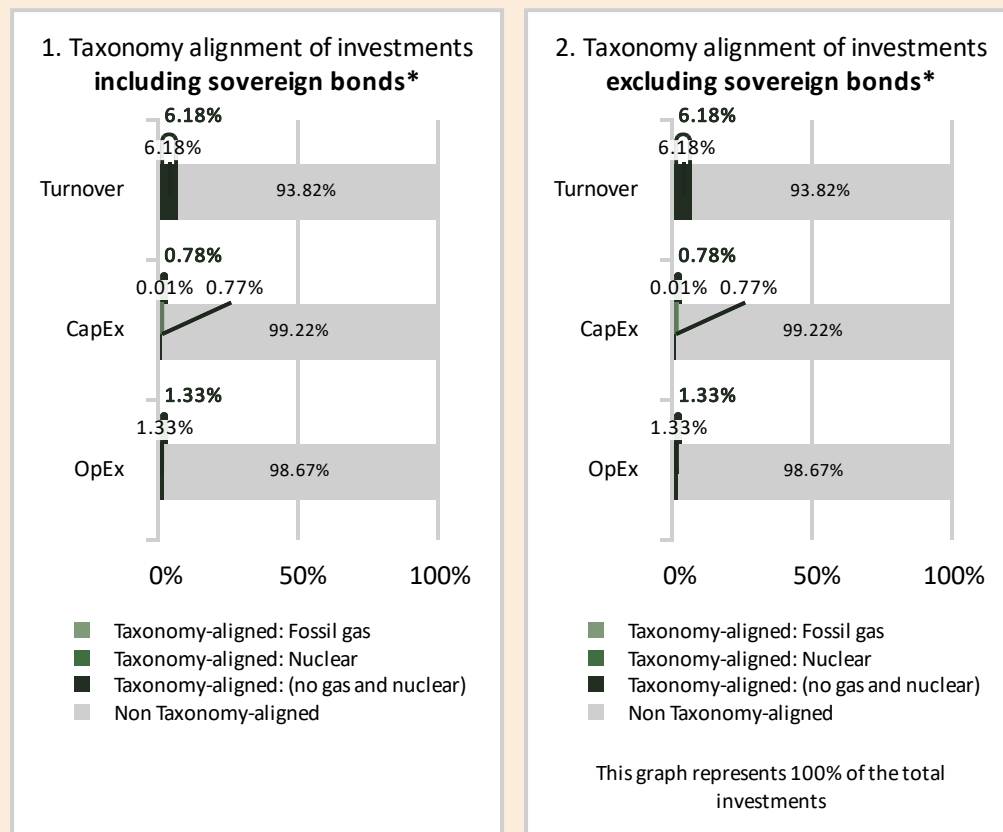 1. Taxonomy alignment of investments
including sovereign bonds*
6.18%
6.18%
Turnover
93.82%
0.78%
0.01% 0.77%
CapEx
99.22%
1.33%
1.33%
OpEx
98.67%
0% 50% 100%
Taxonomy-aligned: Fossil gas
Taxonomy-aligned: Nuclear
Taxonomy-aligned: (no gas and nuclear)
Non Taxonomy-aligned
2. Taxonomy alignment of investments
excluding sovereign bonds*
6.18%
6.18%
Turnover
93.82%
0.78%
0.01% 0.77%
CapEx
99.22%
1.33%
1.33%
OpEx
98.67%
0% 50% 100%
Taxonomy-aligned: Fossil gas
Taxonomy-aligned: Nuclear
Taxonomy-aligned: (no gas and nuclear)
Non Taxonomy-aligned
This graph represents 100% of the total
investments